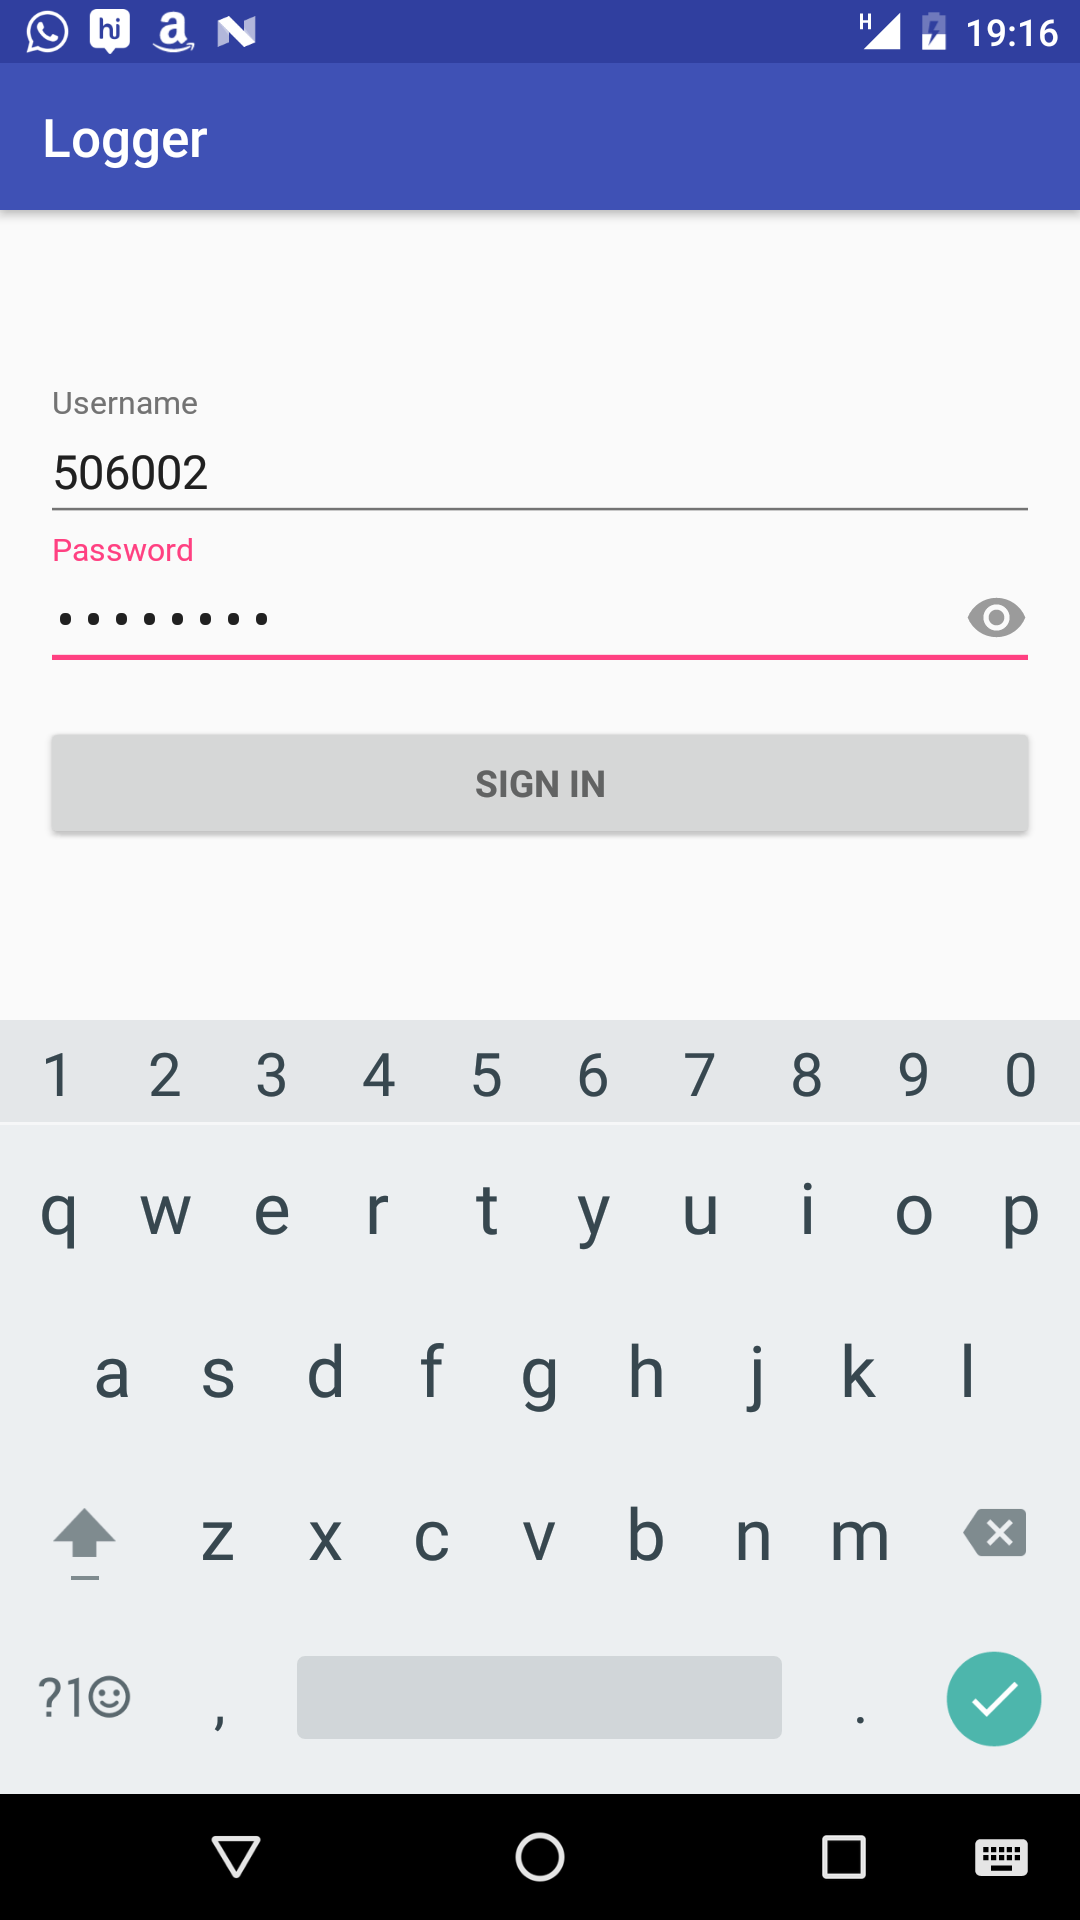 hi a H 19:16
Logger
Username
506002
Password
••••••••
SIGN IN
1 2 3 4 5 6 7 8 9 0
q w e r t y u i o p
a s d f g h j k l
z x c v b n m
?1☺ , .